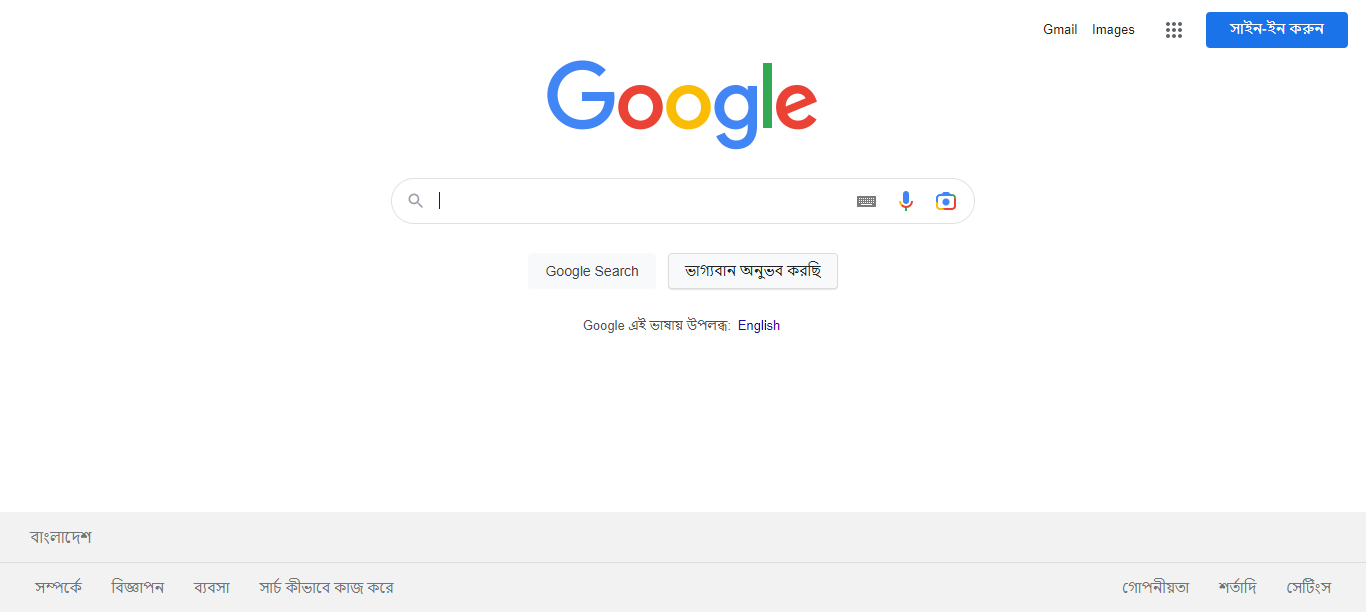 Gmail Images সাইন-ইন করুন
Google
Google Search ভাগ্যবান অনুভব করছি
Google এই ভাষায় উপলব্ধ: English
বাংলাদেশ
সম্পর্কে বিজ্ঞাপন ব্যবসা সার্চ কীভাবে কাজ করে গোপনীয়তা শর্তাদি সেটিংস